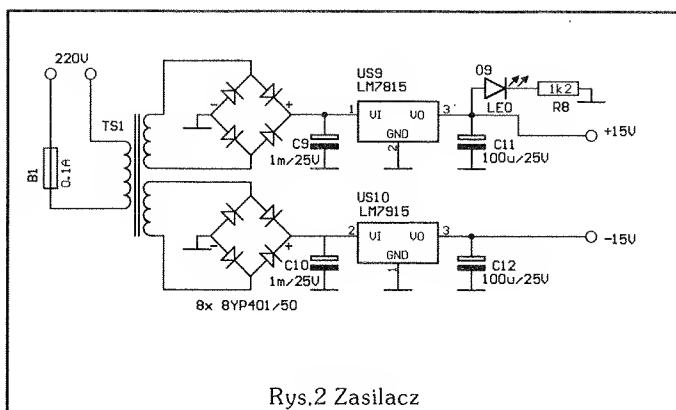 220V
TS1
B1
0.1A
-
+
US9
LM7815
1
VI
VO
3
GND
2
C9
1m/25V
D9
LED
1k2
R8
C11
100u/25V
+15V
-
+
US10
LM7915
2
VI
VO
3
GND
1
C10
1m/25V
C12
100u/25V
-15V
8x BYP401/50
Rys.2 Zasilacz